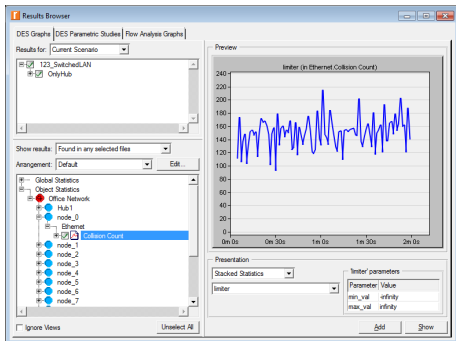 Results Browser
DES Graphs
DES Parametric Studies
Flow Analysis Graphs
Results for: Current Scenario
123_SwitchedLAN
OnlyHub
Show results: Found in any selected files
Arrangement: Default
Edit...
Global Statistics
Object Statistics
Office Network
Hub1
node_0
Ethernet
Collision Count
node_1
node_2
node_3
node_4
node_5
node_6
node_7
Ignore Views
Unselect All
Preview
limiter (in Ethernet.Collision Count)
240
220
200
180
160
140
120
100
80
60
40
20
0
0m 0s
0m 30s
1m 0s
1m 30s
2m 0s
Presentation
Stacked Statistics
limiter
'limiter' parameters
Parameter Value
min_val -infinity
max_val infinity
Add
Show